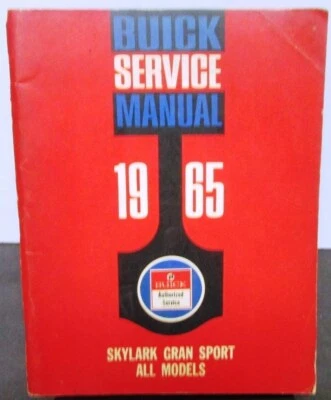 BUICK
SERVICE
MANUAL
19 65
BUICK
Authorized
Service
SKYLARK GRAN SPORT
ALL MODELS